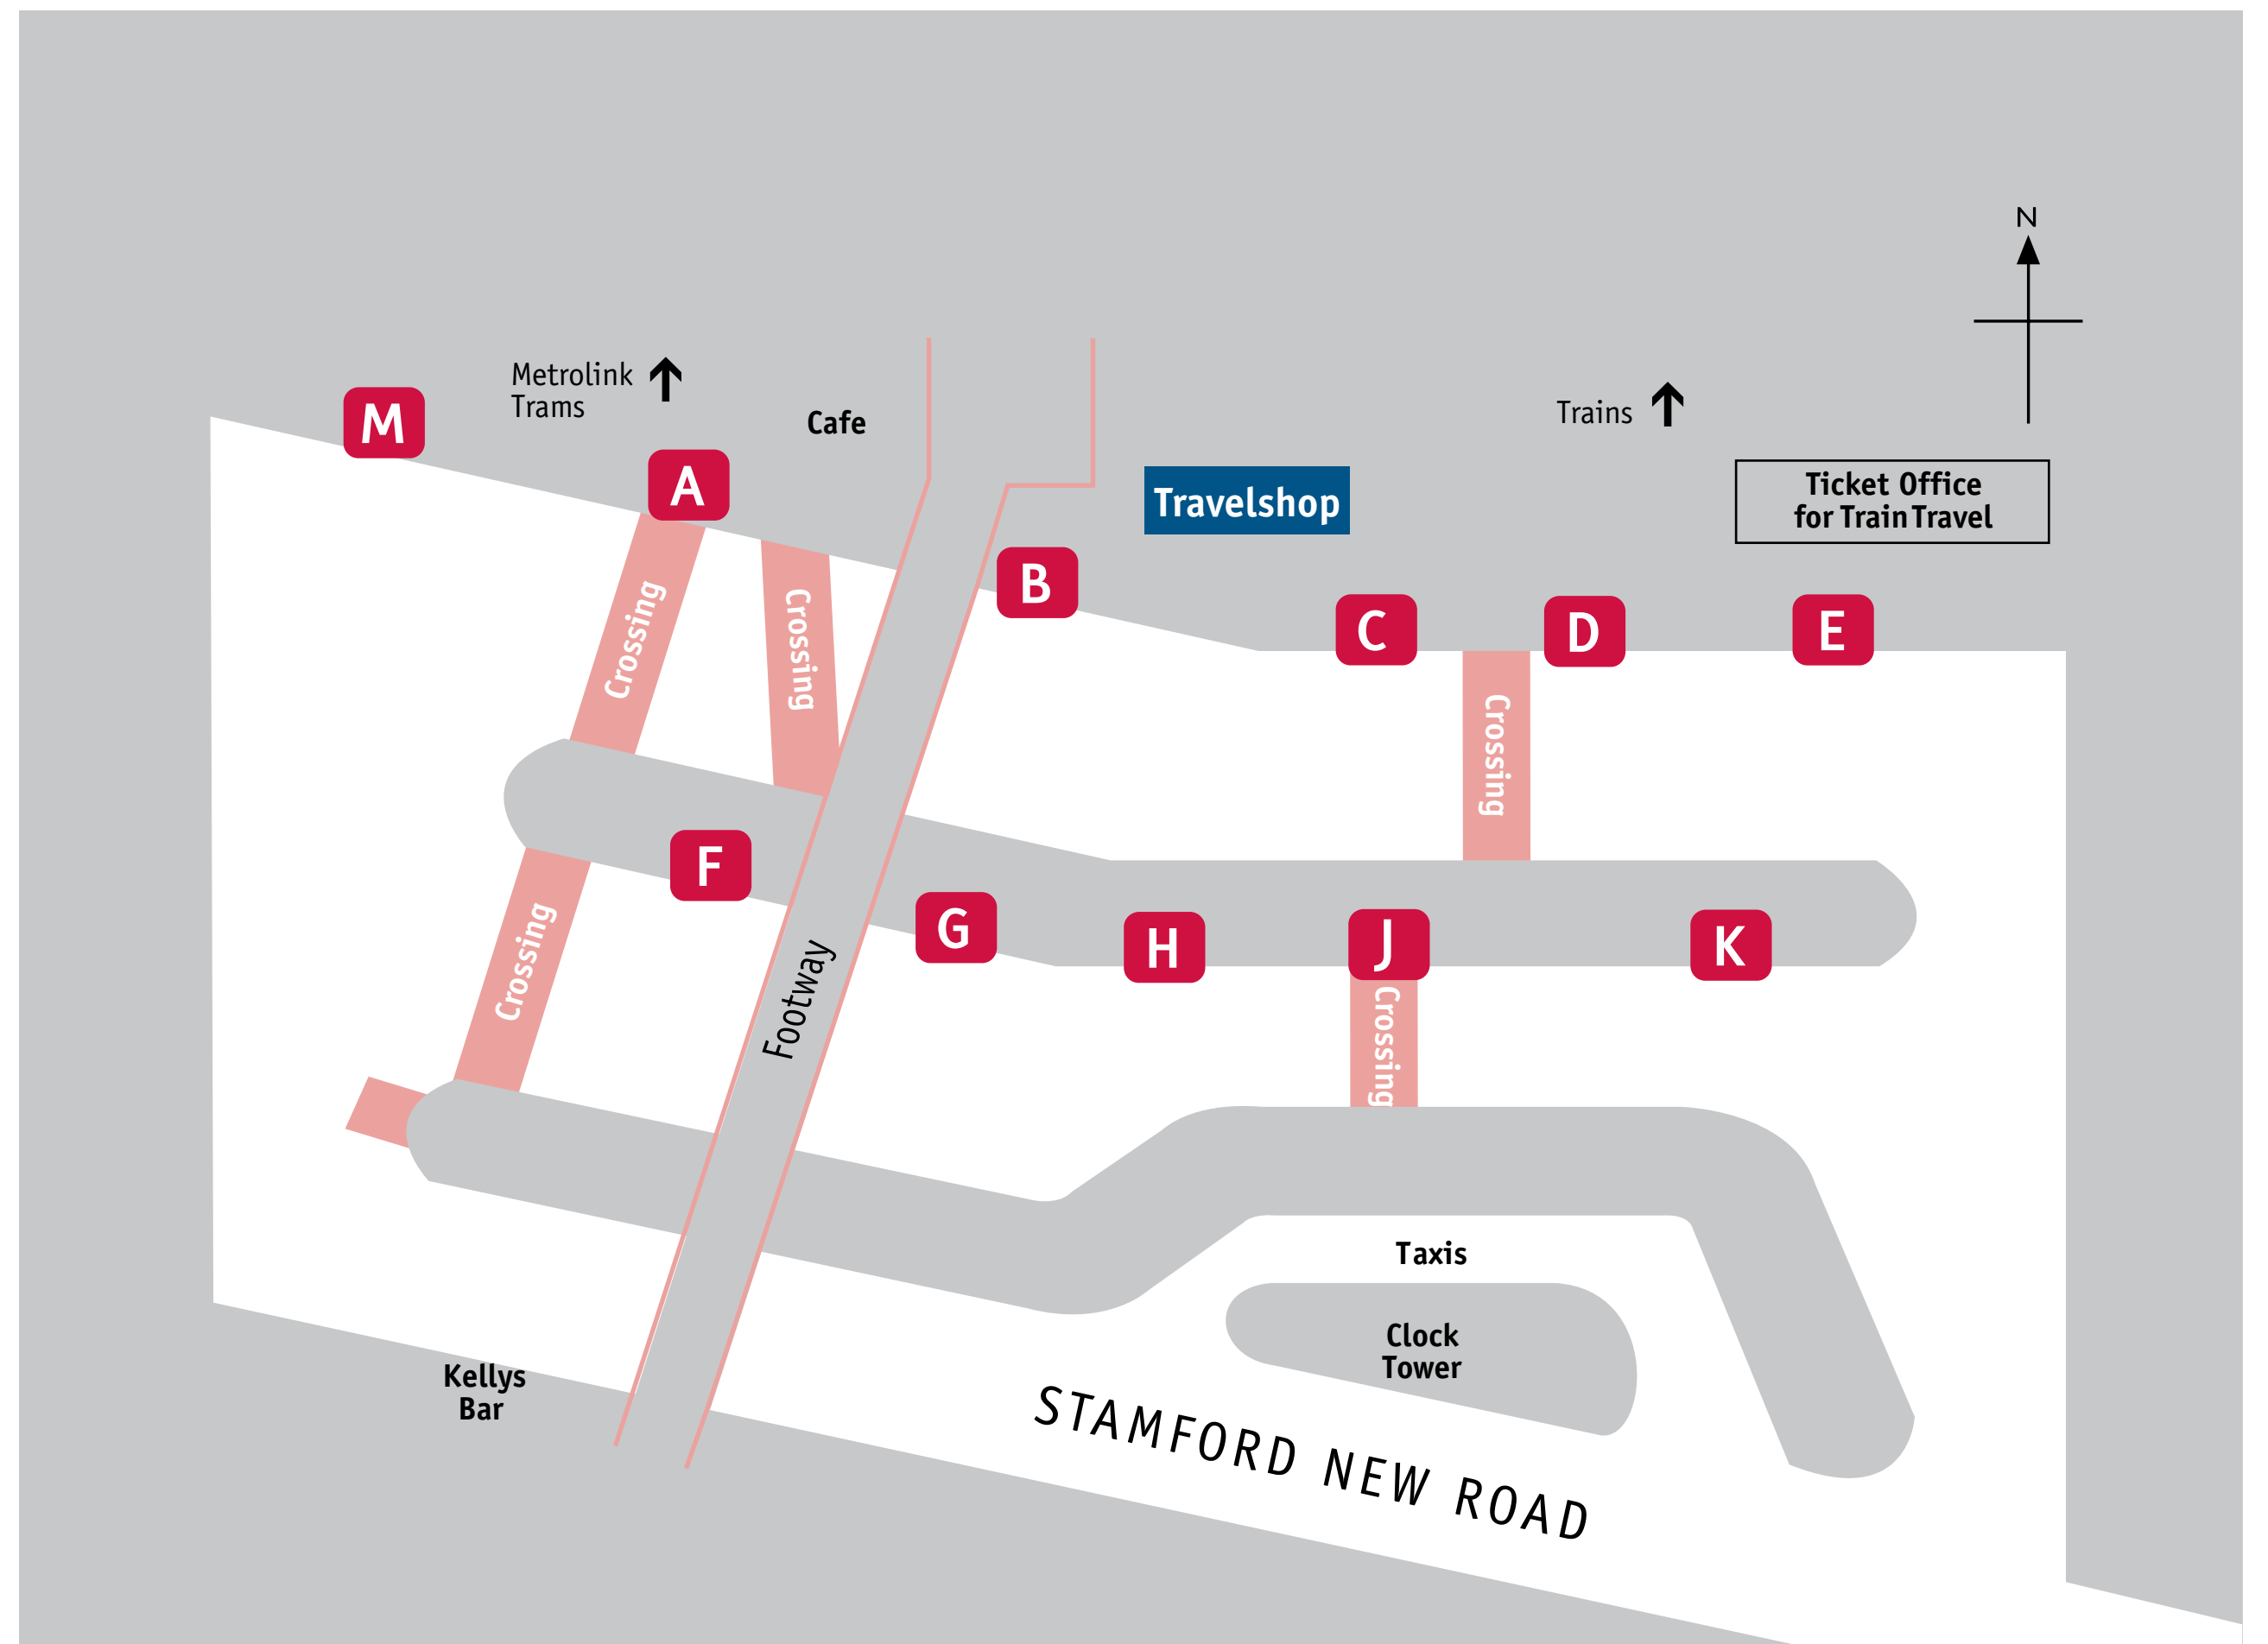 N
Metrolink
Trams
Cafe
Trains
M
A
Travelshop
Ticket Office
for Train Travel
B
C
D
E
Crossing
Crossing
Crossing
F
G
H
J
K
Crossing
Footway
Crossing
Taxis
Clock
Tower
Kellys
Bar
STAMFORD NEW ROAD